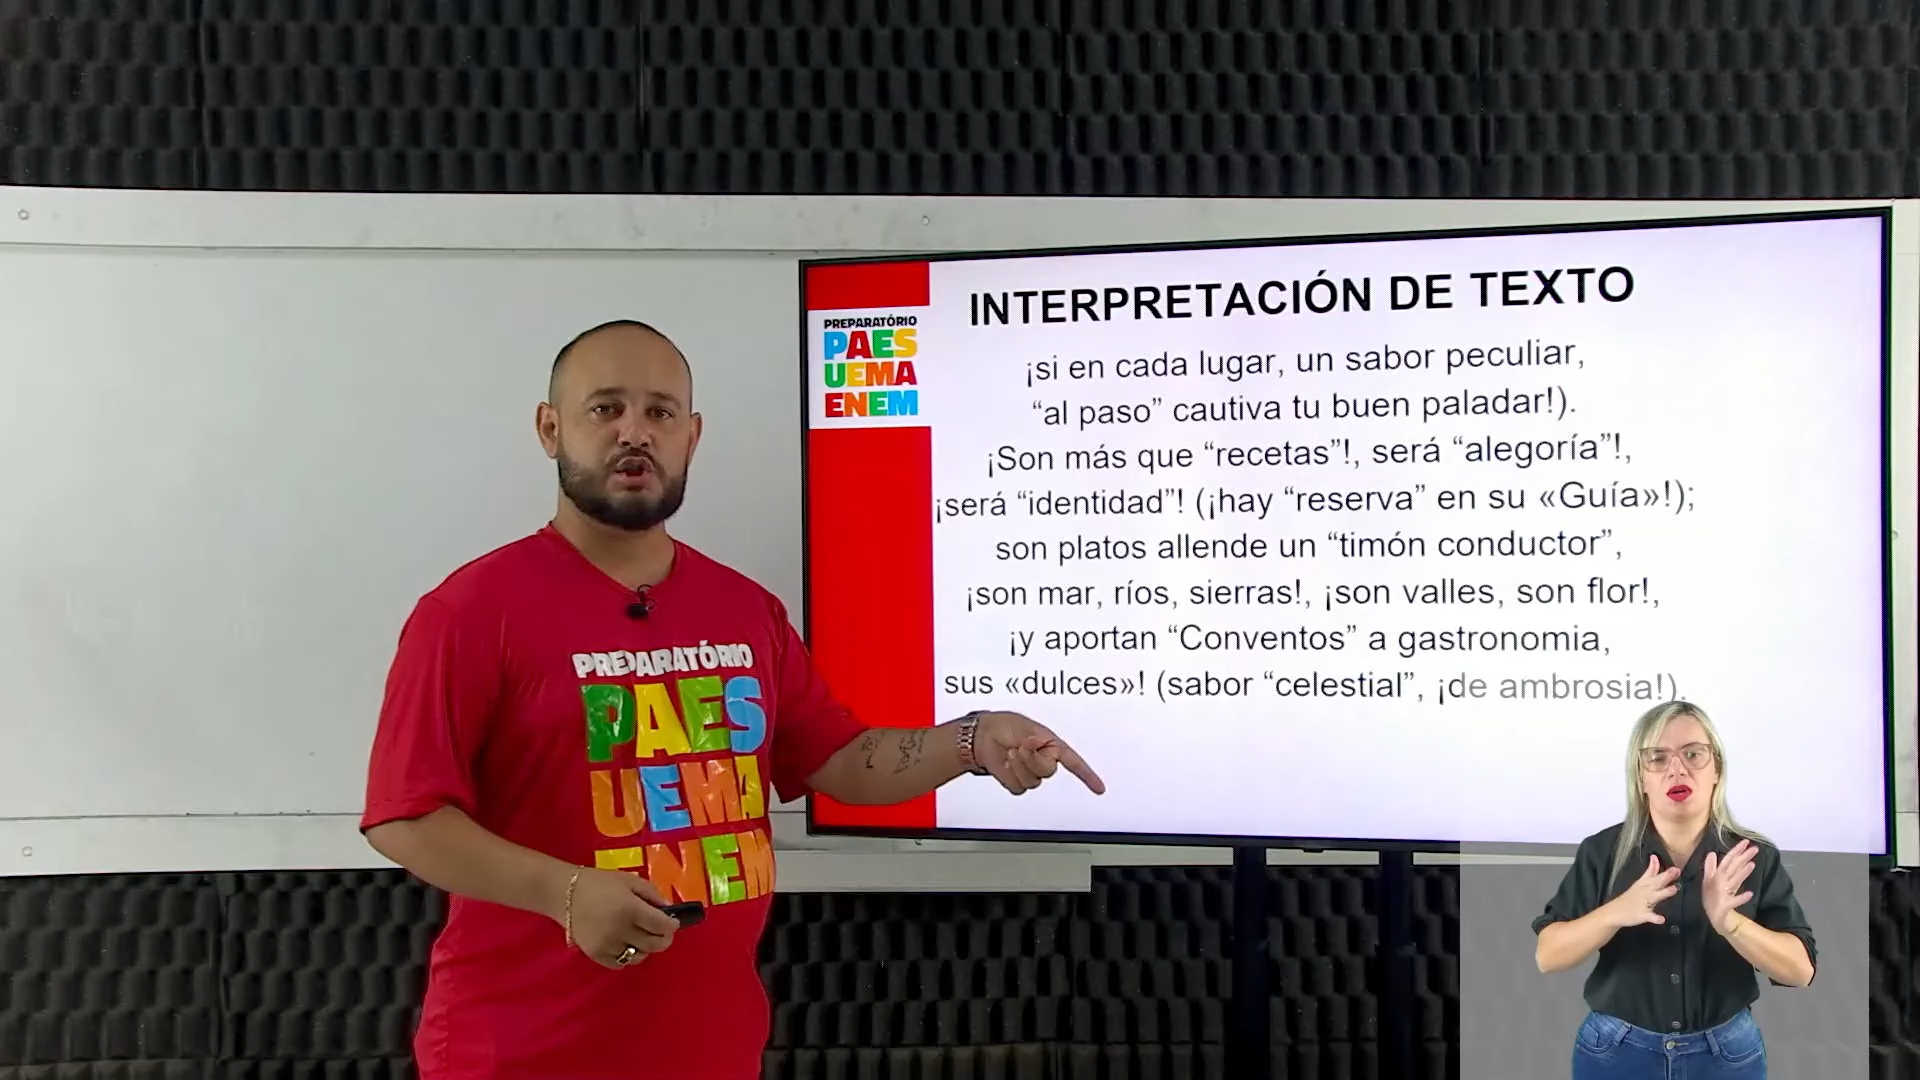 INTERPRETACIÓN DE TEXTO
¡si en cada lugar, un sabor peculiar,
“al paso” cautiva tu buen paladar!).
¡Son más que “recetas”!, será “alegoría”!,
¡será “identidad”! (¡hay “reserva” en su «Guía»!);
son platos allende un “timón conductor”,
¡son mar, ríos, sierras!, ¡son valles, son flor!,
¡y aportan “Conventos” a gastronomia,
sus «dulces»! (sabor “celestial”, ¡de ambrosia!).
PREPARATÓRIO
PAES
UEMA
ENEM
PREPARATÓRIO
PAES
UEMA
ENEM